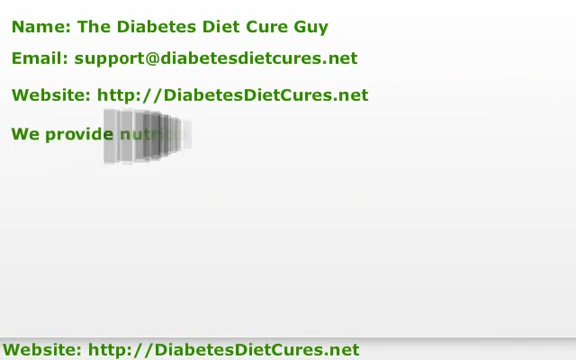 Name: The Diabetes Diet Cure Guy
Email: support@diabetesdietcures.net
Website: http://DiabetesDietCures.net
We provide
Website: http://DiabetesDietCures.net